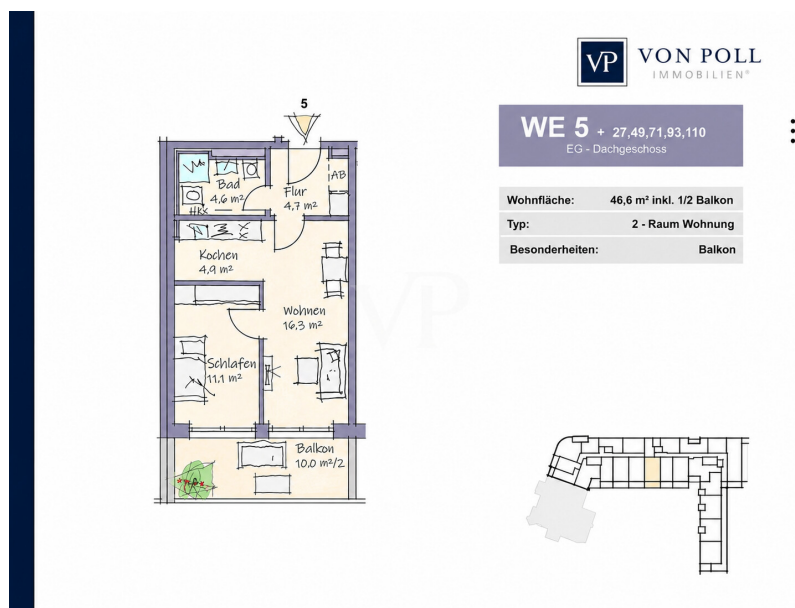 VP VON POLL
IMMOBILIEN®
WE 5 + 27,49,71,93,110
EG - Dachgeschoss
Wohnfläche: 46,6 m² inkl. 1/2 Balkon
Typ: 2 - Raum Wohnung
Besonderheiten: Balkon
5
Bad
4,6 m²
HKK
Flur
4,7 m²
AB
Kochen
4,9 m²
Wohnen
16,3 m²
Schlafen
11,1 m²
Balkon
10,0 m²/2
VP